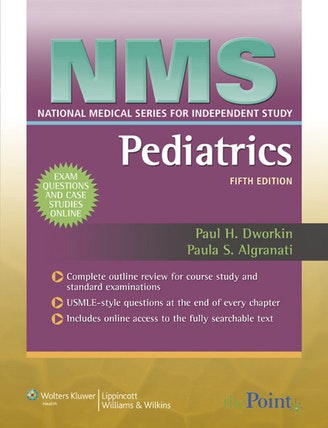 NMS
NATIONAL MEDICAL SERIES FOR INDEPENDENT STUDY
Pediatrics
FIFTH EDITION
EXAM
QUESTIONS
AND CASE
STUDIES
ONLINE
Paul H. Dworkin
Paula S. Algranati
Complete outline review for course study and
standard examinations
USMLE-style questions at the end of every chapter
Includes online access to the fully searchable text
Wolters Kluwer
Health
Lippincott
Williams & Wilkins
thePoint